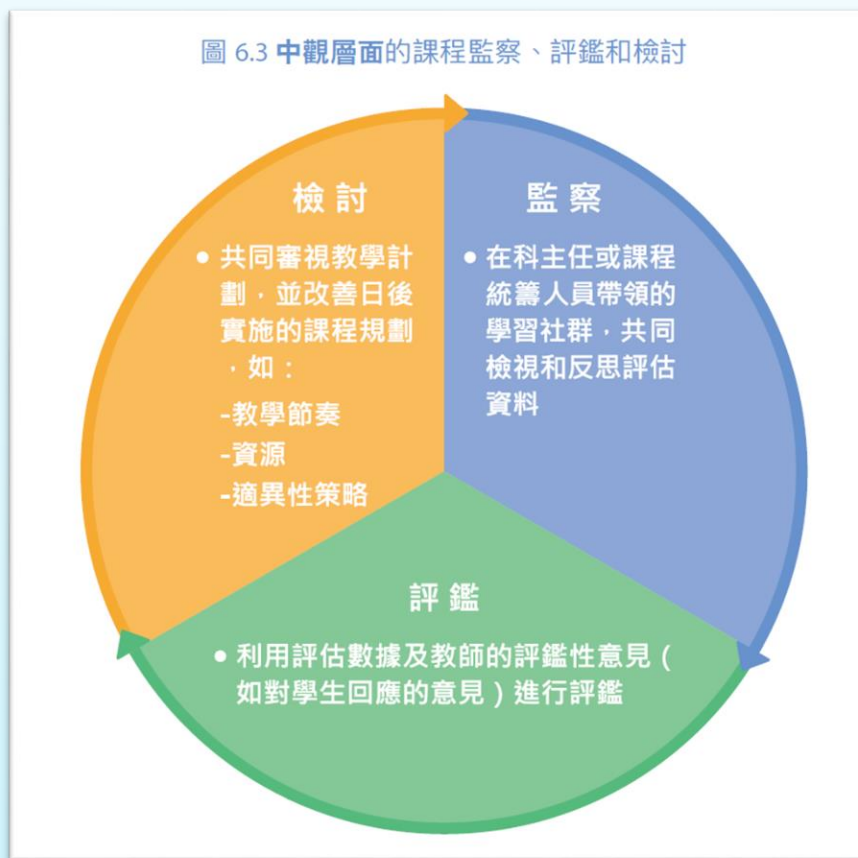 圖 6.3 中觀層面的課程監察、評鑑和檢討
檢討
• 共同審視教學計
劃，並改善日後
實施的課程規劃
，如：
-教學節奏
-資源
-適異性策略
監察
• 在科主任或課程
統籌人員帶領的
學習社群，共同
檢視和反思評估
資料
評鑑
• 利用評估數據及教師的評鑑性意見（
如對學生回應的意見）進行評鑑